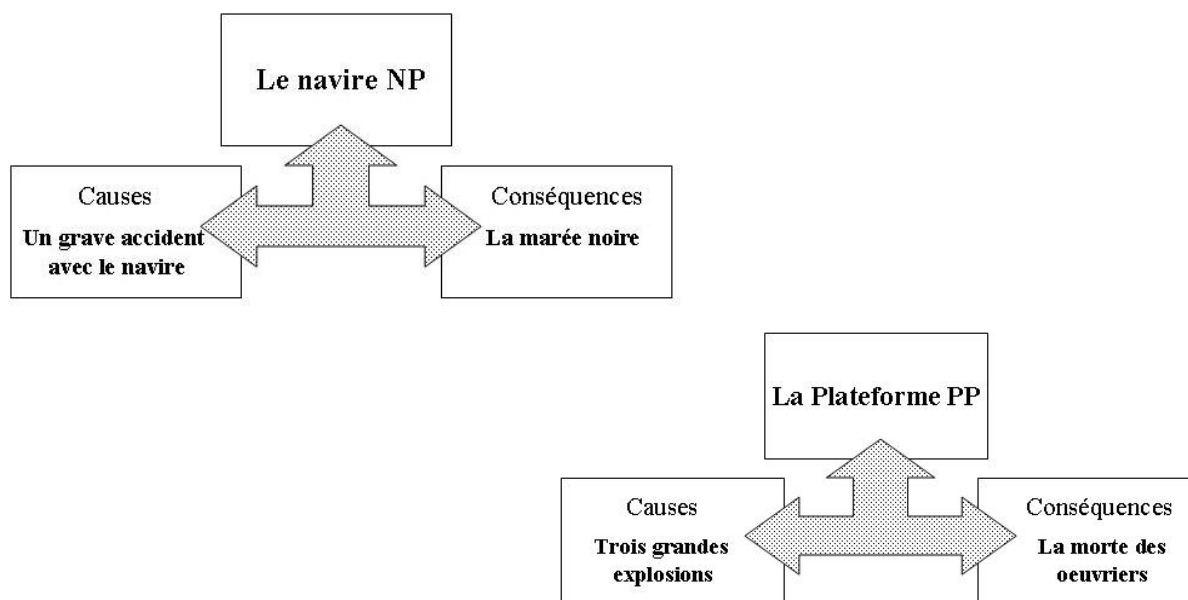 Le navire NP
Causes
Un grave accident
avec le navire
Conséquences
La marée noire
La Plateforme PP
Causes
Trois grandes
explosions
Conséquences
La morte des
oeuvriers